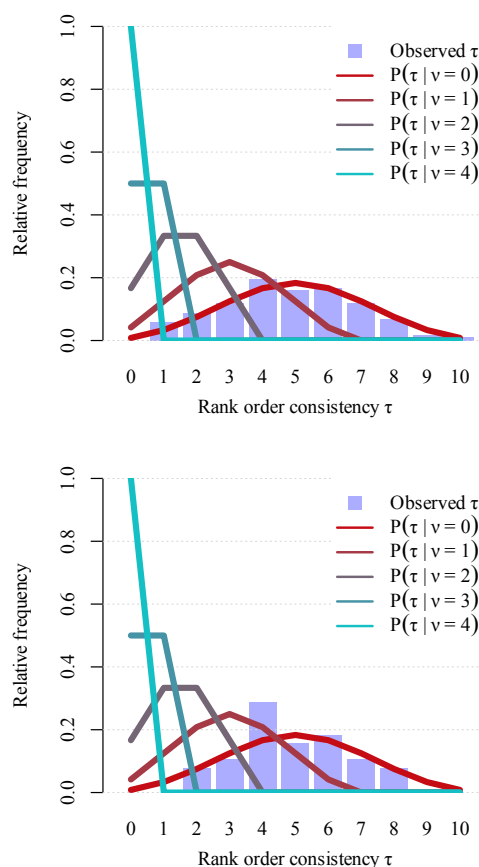 1.0
0.8
0.6
0.4
0.2
0.0
Relative frequency
Observed τ
P(τ | ν = 0)
P(τ | ν = 1)
P(τ | ν = 2)
P(τ | ν = 3)
P(τ | ν = 4)
0 1 2 3 4 5 6 7 8 9 10
Rank order consistency τ
1.0
0.8
0.6
0.4
0.2
0.0
Relative frequency
Observed τ
P(τ | ν = 0)
P(τ | ν = 1)
P(τ | ν = 2)
P(τ | ν = 3)
P(τ | ν = 4)
0 1 2 3 4 5 6 7 8 9 10
Rank order consistency τ